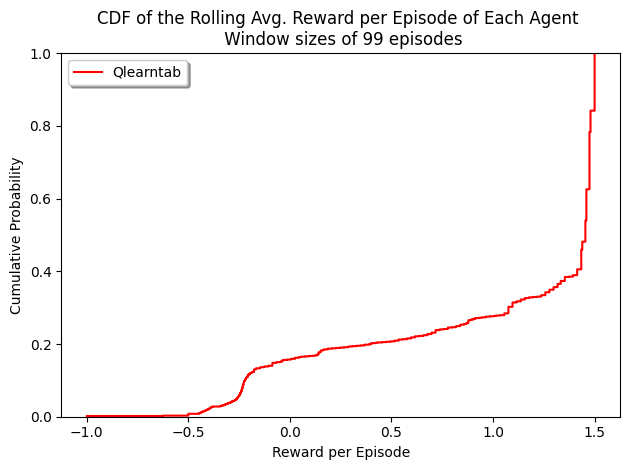 CDF of the Rolling Avg. Reward per Episode of Each Agent
Window sizes of 99 episodes
Qlearntab
Cumulative Probability
1.0
0.8
0.6
0.4
0.2
0.0
−1.0
−0.5
0.0
0.5
1.0
1.5
Reward per Episode